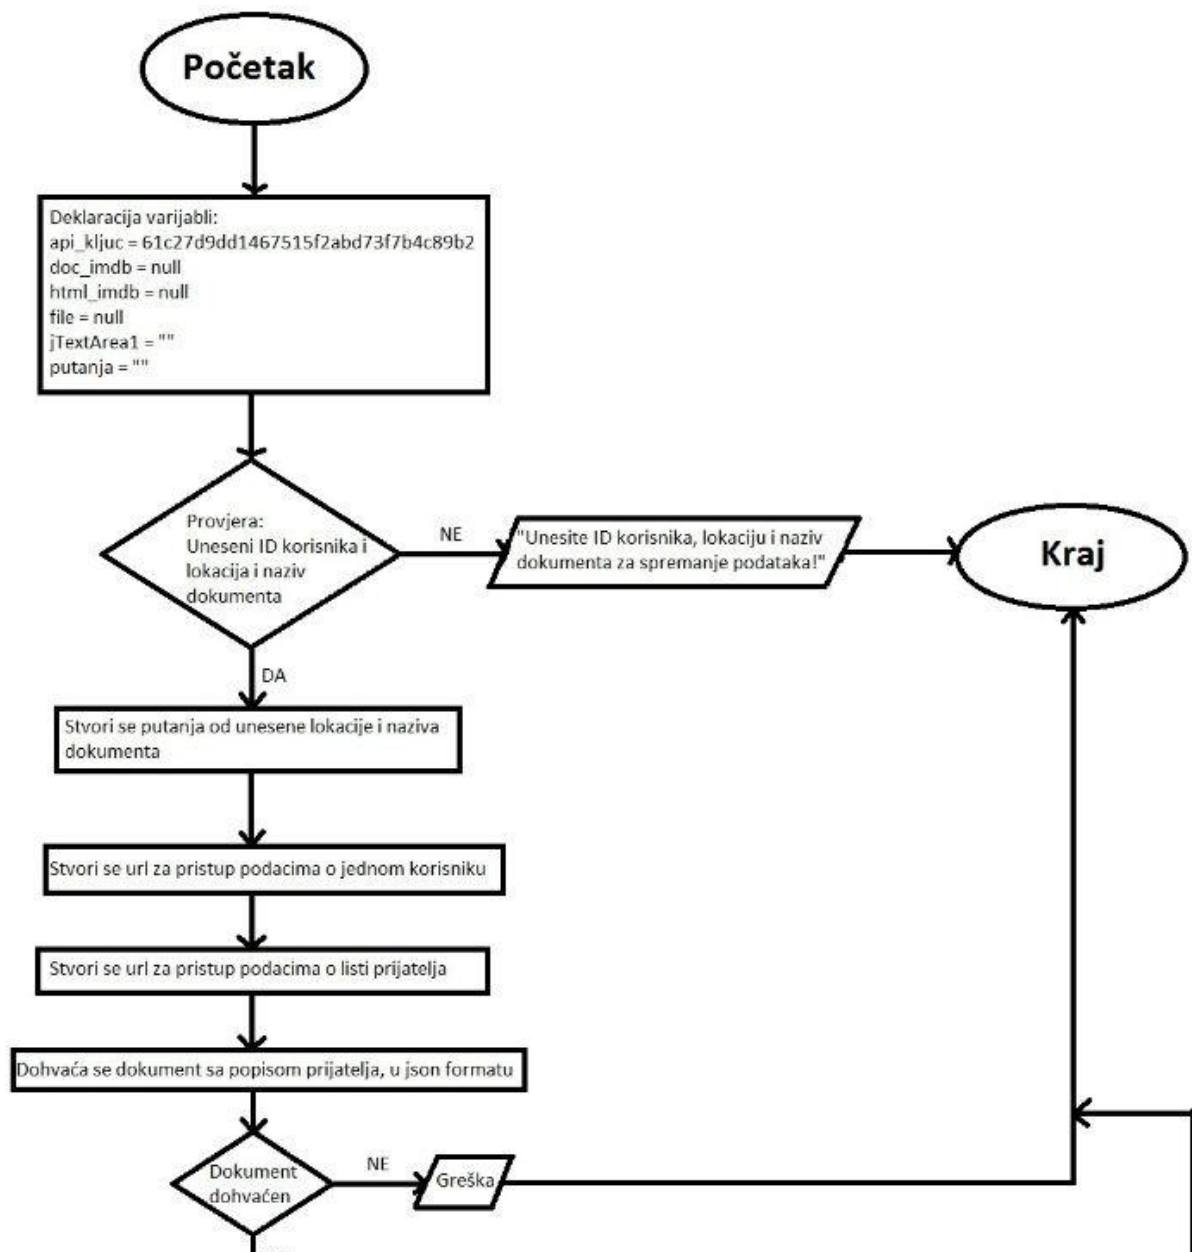 Početak
Deklaracija varijabli:
api_kljuc = 61c27d9dd1467515f2abd73f7b4c89b2
doc_imdb = null
html_imdb = null
file = null
jTextArea1 = ""
putanja = ""
Provjera:
Uneseni ID korisnika i
lokacija i naziv
dokumenta
NE
"Unesite ID korisnika, lokaciju i naziv
dokumenta za spremanje podataka!"
Kraj
DA
Stvori se putanja od unesene lokacije i naziva
dokumenta
Stvori se url za pristup podacima o jednom korisniku
Stvori se url za pristup podacima o listi prijatelja
Dohvaća se dokument sa popisom prijatelja, u json formatu
Dokument
dohvaćen
NE
Greška